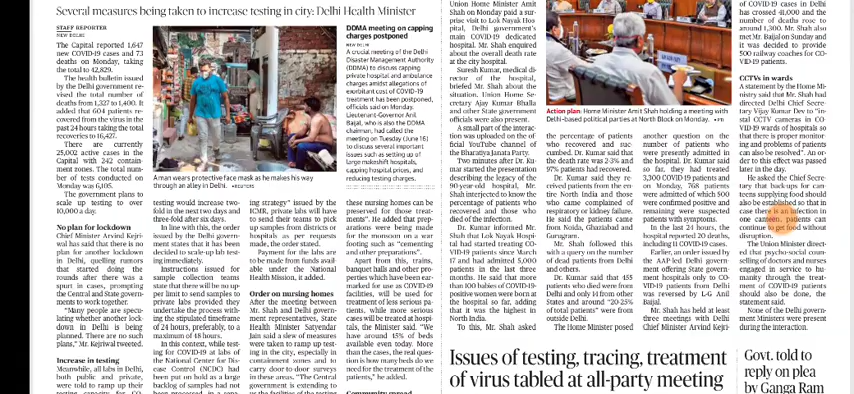 Several measures being taken to increase testing in city: Delhi Health Minister
STAFF REPORTER
NEW DELHI
The Capital reported 1,647
new COVID-19 cases and 73
deaths on Monday, taking
the total to 42,829.
The health bulletin issued
by the Delhi government re-
vised the total number of
deaths from 1,327 to 1,400. It
added that 604 patients re-
covered from the virus in the
past 24 hours taking the total
recoveries to 16,427.
There are currently
25,002 active cases in the
Capital with 242 contain-
ment zones. The total num-
ber of tests conducted on
Monday was 6,105.
The government plans to
scale up testing to over
10,000 a day.
No plan for lockdown
Chief Minister Arvind Kejri-
wal has said that there is no
plan for another lockdown
in Delhi, quelling rumours
that started doing the
rounds after there was a
spurt in cases, prompting
the Central and State govern-
ments to work together.
"Many people are specu-
lating whether another lock-
down in Delhi is being
planned. There are no such
plans," Mr. Kejriwal tweeted.
Increase in testing
Meanwhile, all labs in Delhi,
both public and private,
were told to ramp up their
testing capacity for CO-
A man wears protective face mask as he makes his way
through an alley in Delhi. •REUTERS
testing would increase two-
fold in the next two days and
three-fold after six days.
In line with this, the order
issued by the Delhi govern-
ment states that it has been
decided to scale-up lab test-
ing immediately.
Instructions issued for
sample collection teams
state that there will be no up-
per limit to send samples to
private labs provided they
undertake the process with-
ing the stipulated timeframe
of 24 hours, preferably, to a
maximum of 48 hours.
In this context, while test-
ing for COVID-19 at labs of
the National Center for Dis-
ease Control (NCDC) had
been put on hold as a large
backlog of samples had not
been processed, in a sepa-
ing strategy" issued by the
ICMR, private labs will have
to send their teams to pick
up samples from districts
or hospitals as per requests
made, the order stated.
Payment for the labs are
to be made from funds avail-
able under the National
Health Mission, it added.
Order on nursing homes
After the meeting between
Mr. Shah and Delhi govern-
ment representatives, State
Health Minister Satyendar
Jain said a slew of measures
were taken to ramp up test-
ing in the city, especially in
containment zones and to
carry door to door surveys
in these areas. "The Central
government is extending to
us the facilities of the testing
DDMA meeting on capping
charges postponed
NEW DELHI
A crucial meeting of the Delhi
Disaster Management Authority
(DDMA) to discuss capping
private hospital and ambulance
charges amidst allegations of
exorbitant cost of COVID-19
treatment has been postponed,
officials said on Monday.
Lieutenant-Governor Anil
Baijal, who is also the DDMA
chairman, had called the
meeting on Tuesday (June 16)
to discuss several important
issues such as setting up of
large makeshift hospitals,
capping hospital prices, and
reducing testing charges.
these nursing homes can be
preserved for those treat-
ments". He added that prep-
arations were being made
for the monsoon on a war
footing such as "cementing
and other preparations".
Apart from this, trains,
banquet halls and other pro-
perties which have been ear-
marked for use as COVID-19
facilities, will be used for
treatment of less serious pa-
tients, while more serious
cases will be treated at hospi-
tals, the Minister said. "We
have around 45% of beds
available even today. More
than the cases, the real ques-
tion is how many beds do we
need for the treatment of the
patients," he added.
Community spread
Union Home Minister Amit
Shah on Monday paid a sur-
prise visit to Lok Nayak Hos-
pital, Delhi government's
main COVID-19 dedicated
hospital. Mr. Shah enquired
about the overall death rate
at the city hospital.
Suresh Kumar, medical di-
rector of the hospital,
briefed Mr. Shah about the
situation. Union Home Se-
cretary Ajay Kumar Bhalla
and other State government
officials were also present.
A small part of the interac-
tion was uploaded on the of-
ficial YouTube channel of
the Bharatiya Janata Party.
Two minutes after Dr. Ku-
mar started the presentation
describing the legacy of the
90-year-old hospital, Mr.
Shah interjected to know the
percentage of patients who
recovered and those who
died of the infection.
Dr. Kumar informed Mr.
Shah that Lok Nayak Hospi-
tal had started treating CO-
VID-19 patients since March
17 and had admitted 5,000
patients in the last three
months. He said that more
than 100 babies of COVID-19-
positive women were born at
the hospital so far, adding
that it was the highest in
North India.
To this, Mr. Shah asked
Action plan: Home Minister Amit Shah holding a meeting with
Delhi-based political parties at North Block on Monday. •PTI
the percentage of patients
who recovered and suc-
cumbed. Dr. Kumar said that
the death rate was 2-3% and
97% patients had recovered.
Dr. Kumar said they re-
ceived patients from the en-
tire North India and those
who came complained of
respiratory or kidney failure.
He said the patients came
from Noida, Ghaziabad and
Gurugram.
Mr. Shah followed this
with a query on the number
of dead patients from Delhi
and others.
Dr. Kumar said that 455
patients who died were from
Delhi and only 16 from other
States and around "20-25%
of total patients" were from
outside Delhi.
The Home Minister posed
another question on the
number of patients who
were presently admitted in
the hospital. Dr. Kumar said
so far, they had treated
3,300 COVID-19 patients and
on Monday, 768 patients
were admitted of which 500
were confirmed positive and
remaining were suspected
patients with symptoms.
In the last 24 hours, the
hospital reported 20 deaths,
including 11 COVID-19 cases.
Earlier, an order issued by
the AAP-led Delhi govern-
ment offering State govern-
ment hospitals only to CO-
VID-19 patients from Delhi
was reversed by L-G Anil
Baijal.
Mr. Shah has held at least
three meetings with Delhi
Chief Minister Arvind Kejri-
of COVID-19 cases in Delhi
has crossed 41,000 and the
number of deaths rose to
around 1,300. Mr. Shah also
met Mr. Baijal on Sunday and
it was decided to provide
500 railway coaches for CO-
VID-19 patients.
CCTVs in wards
A statement by the Home Mi-
nistry said that Mr. Shah had
directed Delhi Chief Secre-
tary Vijay Kumar Dev to "in-
stal CCTV cameras in CO-
VID-19 wards of hospitals so
that there is proper monitor-
ing and problems of patients
can also be resolved". An or-
der to this effect was passed
later in the day.
He asked the Chief Secre-
tary that backups for can-
teens supplying food should
also be established so that in
case there is an infection in
one canteen, patients can
continue to get food without
disruption.
The Union Minister direct-
ed that psycho-social coun-
selling of doctors and nurses
engaged in service to hu-
manity through the treat-
ment of COVID-19 patients
should also be done, the
statement said.
None of the Delhi govern-
ment Ministers were present
during the interaction.
Issues of testing, tracing, treatment
of virus tabled at all-party meeting
Govt. told to
reply on plea
by Ganga Ram